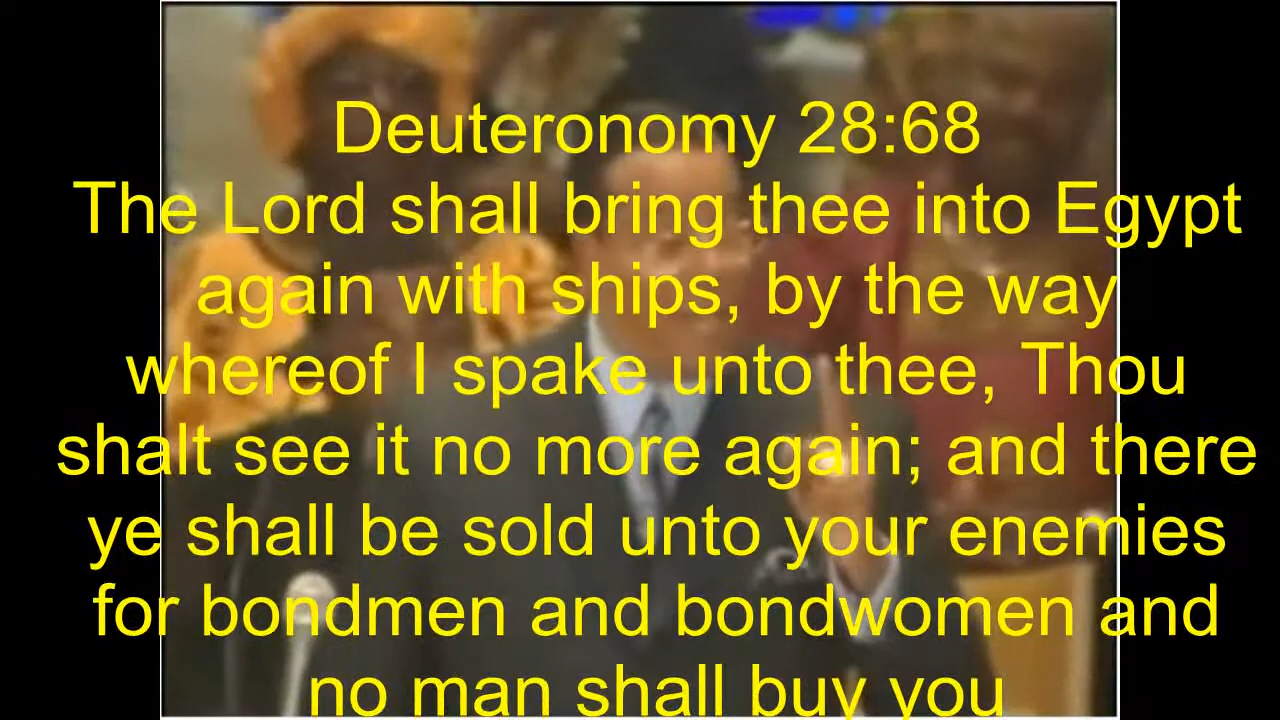 Deuteronomy 28:68
The Lord shall bring thee into Egypt
again with ships, by the way
whereof I spake unto thee, Thou
shalt see it no more again; and there
ye shall be sold unto your enemies
for bondmen and bondwomen and
no man shall buy you